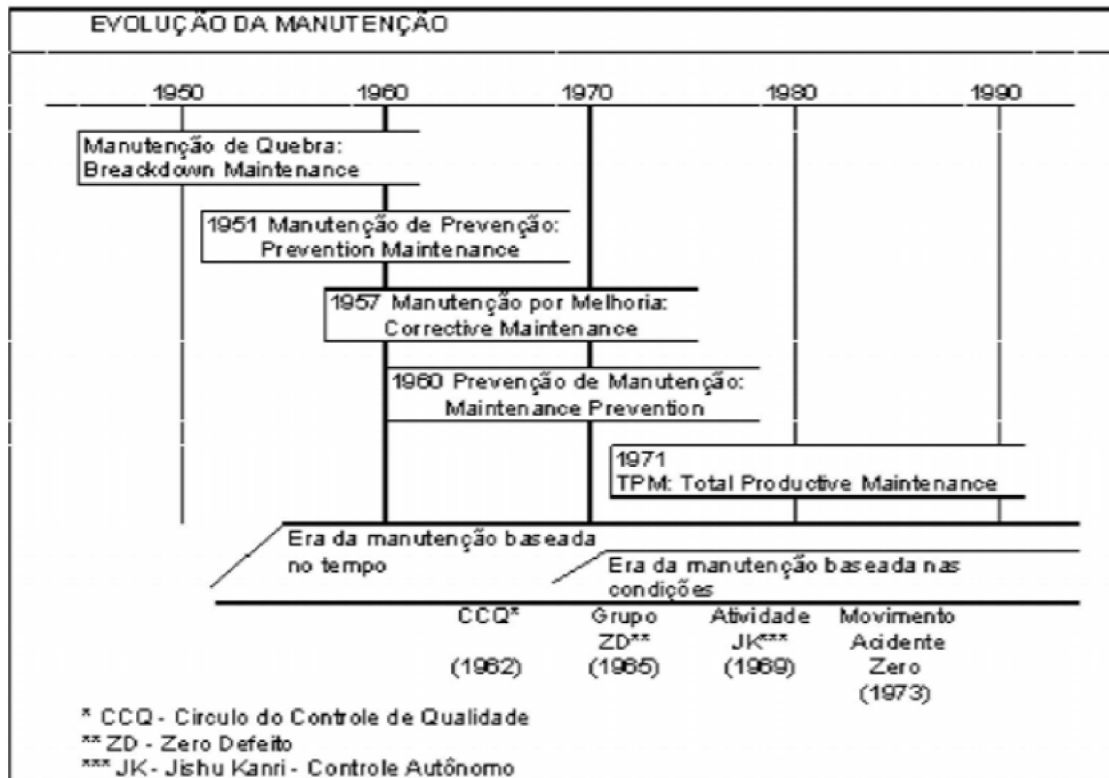 EVOLUÇÃO DA MANUTENÇÃO
1950 1960 1970 1980 1990
Manutenção de Quebra:
Breackdown Maintenance
1951 Manutenção de Prevenção:
Prevention Maintenance
1957 Manutenção por Melhoria:
Corrective Maintenance
1960 Prevenção de Manutenção:
Maintenance Prevention
1971
TPM: Total Productive Maintenance
Era da manutenção baseada
no tempo
Era da manutenção baseada nas
condições
CCQ*
(1962)
Grupo
ZD**
(1965)
Atividade
JK***
(1969)
Movimento
Acidente
Zero
(1973)
* CCQ - Circulo do Controle de Qualidade
** ZD - Zero Defeito
*** JK - Jishu Kanri - Controle Autônomo